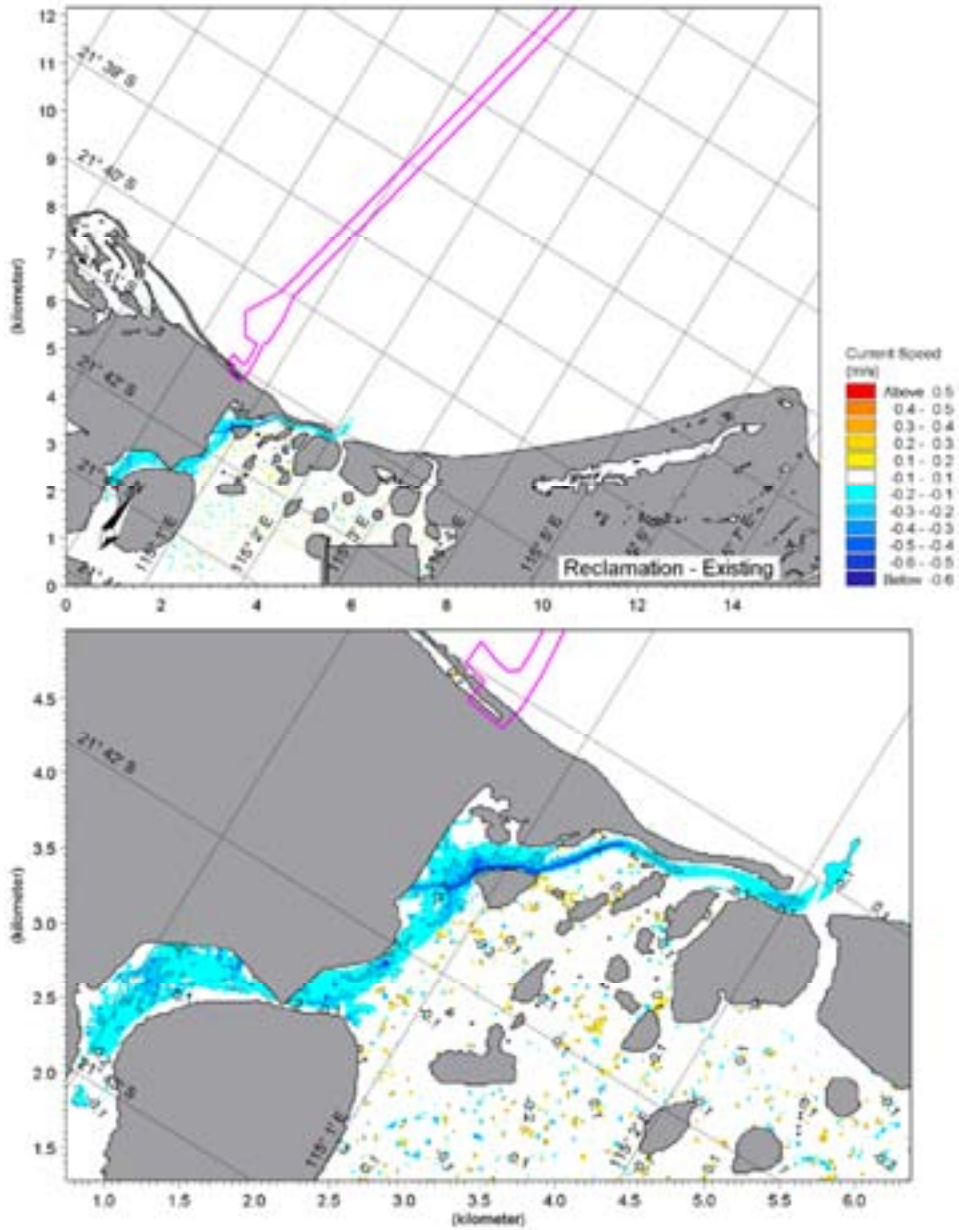 12
11
10
9
8
7
6
5
4
3
2
1
0
(kilometer)
21° 39' S
21° 40' S
21° 42' S
115° 2' E
115° 3' E
115° 5' E
Reclamation - Existing
0 2 4 6 8 10 12 14
Current Speed
(m/s)
Above 0.5
0.4 - 0.5
0.3 - 0.4
0.2 - 0.3
0.1 - 0.2
-0.1 - 0.1
-0.2 - -0.1
-0.3 - -0.2
-0.4 - -0.3
-0.5 - -0.4
-0.6 - -0.5
Below -0.6
4.5
4.0
3.5
3.0
2.5
2.0
1.5
(kilometer)
21° 42' S
115° 1' E
115° 2'
0.1
1.0 1.5 2.0 2.5 3.0 3.5 4.0 4.5 5.0 5.5 6.0
(kilometer)